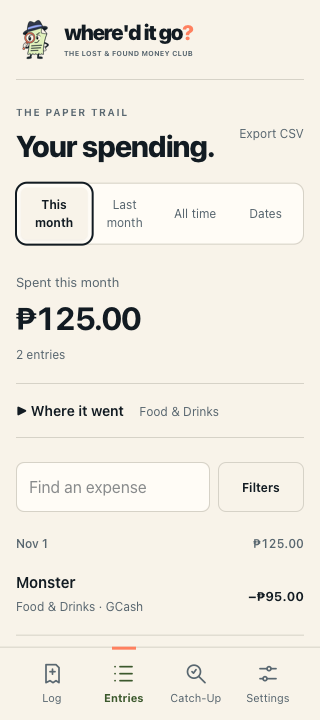 where'd it go?
THE LOST & FOUND MONEY CLUB
THE PAPER TRAIL
Your spending.
Export CSV
This month
Last month
All time
Dates
Spent this month
₱125.00
2 entries
Where it went
Food & Drinks
Find an expense
Filters
Nov 1
₱125.00
Monster
Food & Drinks · GCash
−₱95.00
Log
Entries
Catch-Up
Settings